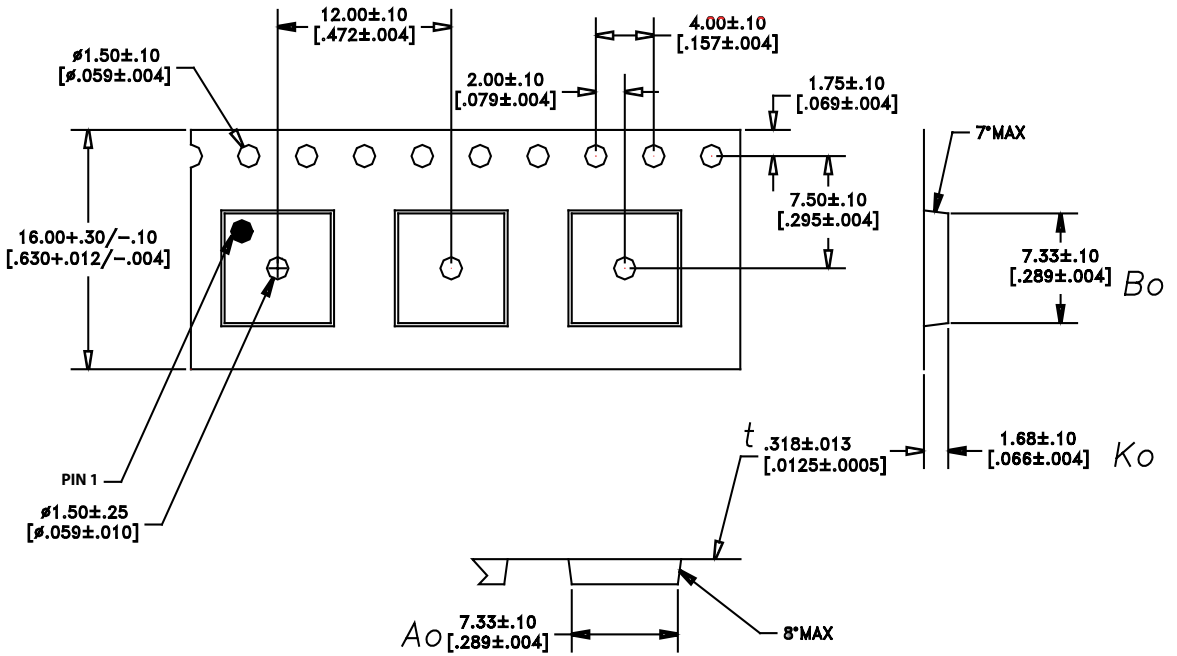 12.00±.10
[.472±.004]
4.00±.10
[.157±.004]
ø1.50±.10
[ø.059±.004]
2.00±.10
[.079±.004]
1.75±.10
[.069±.004]
7°MAX
7.50±.10
[.295±.004]
16.00+.30/−.10
[.630+.012/−.004]
7.33±.10
[.289±.004]
Bo
t
.318±.013
[.0125±.0005]
1.68±.10
[.066±.004]
Ko
PIN 1
ø1.50±.25
[ø.059±.010]
Ao
7.33±.10
[.289±.004]
8°MAX